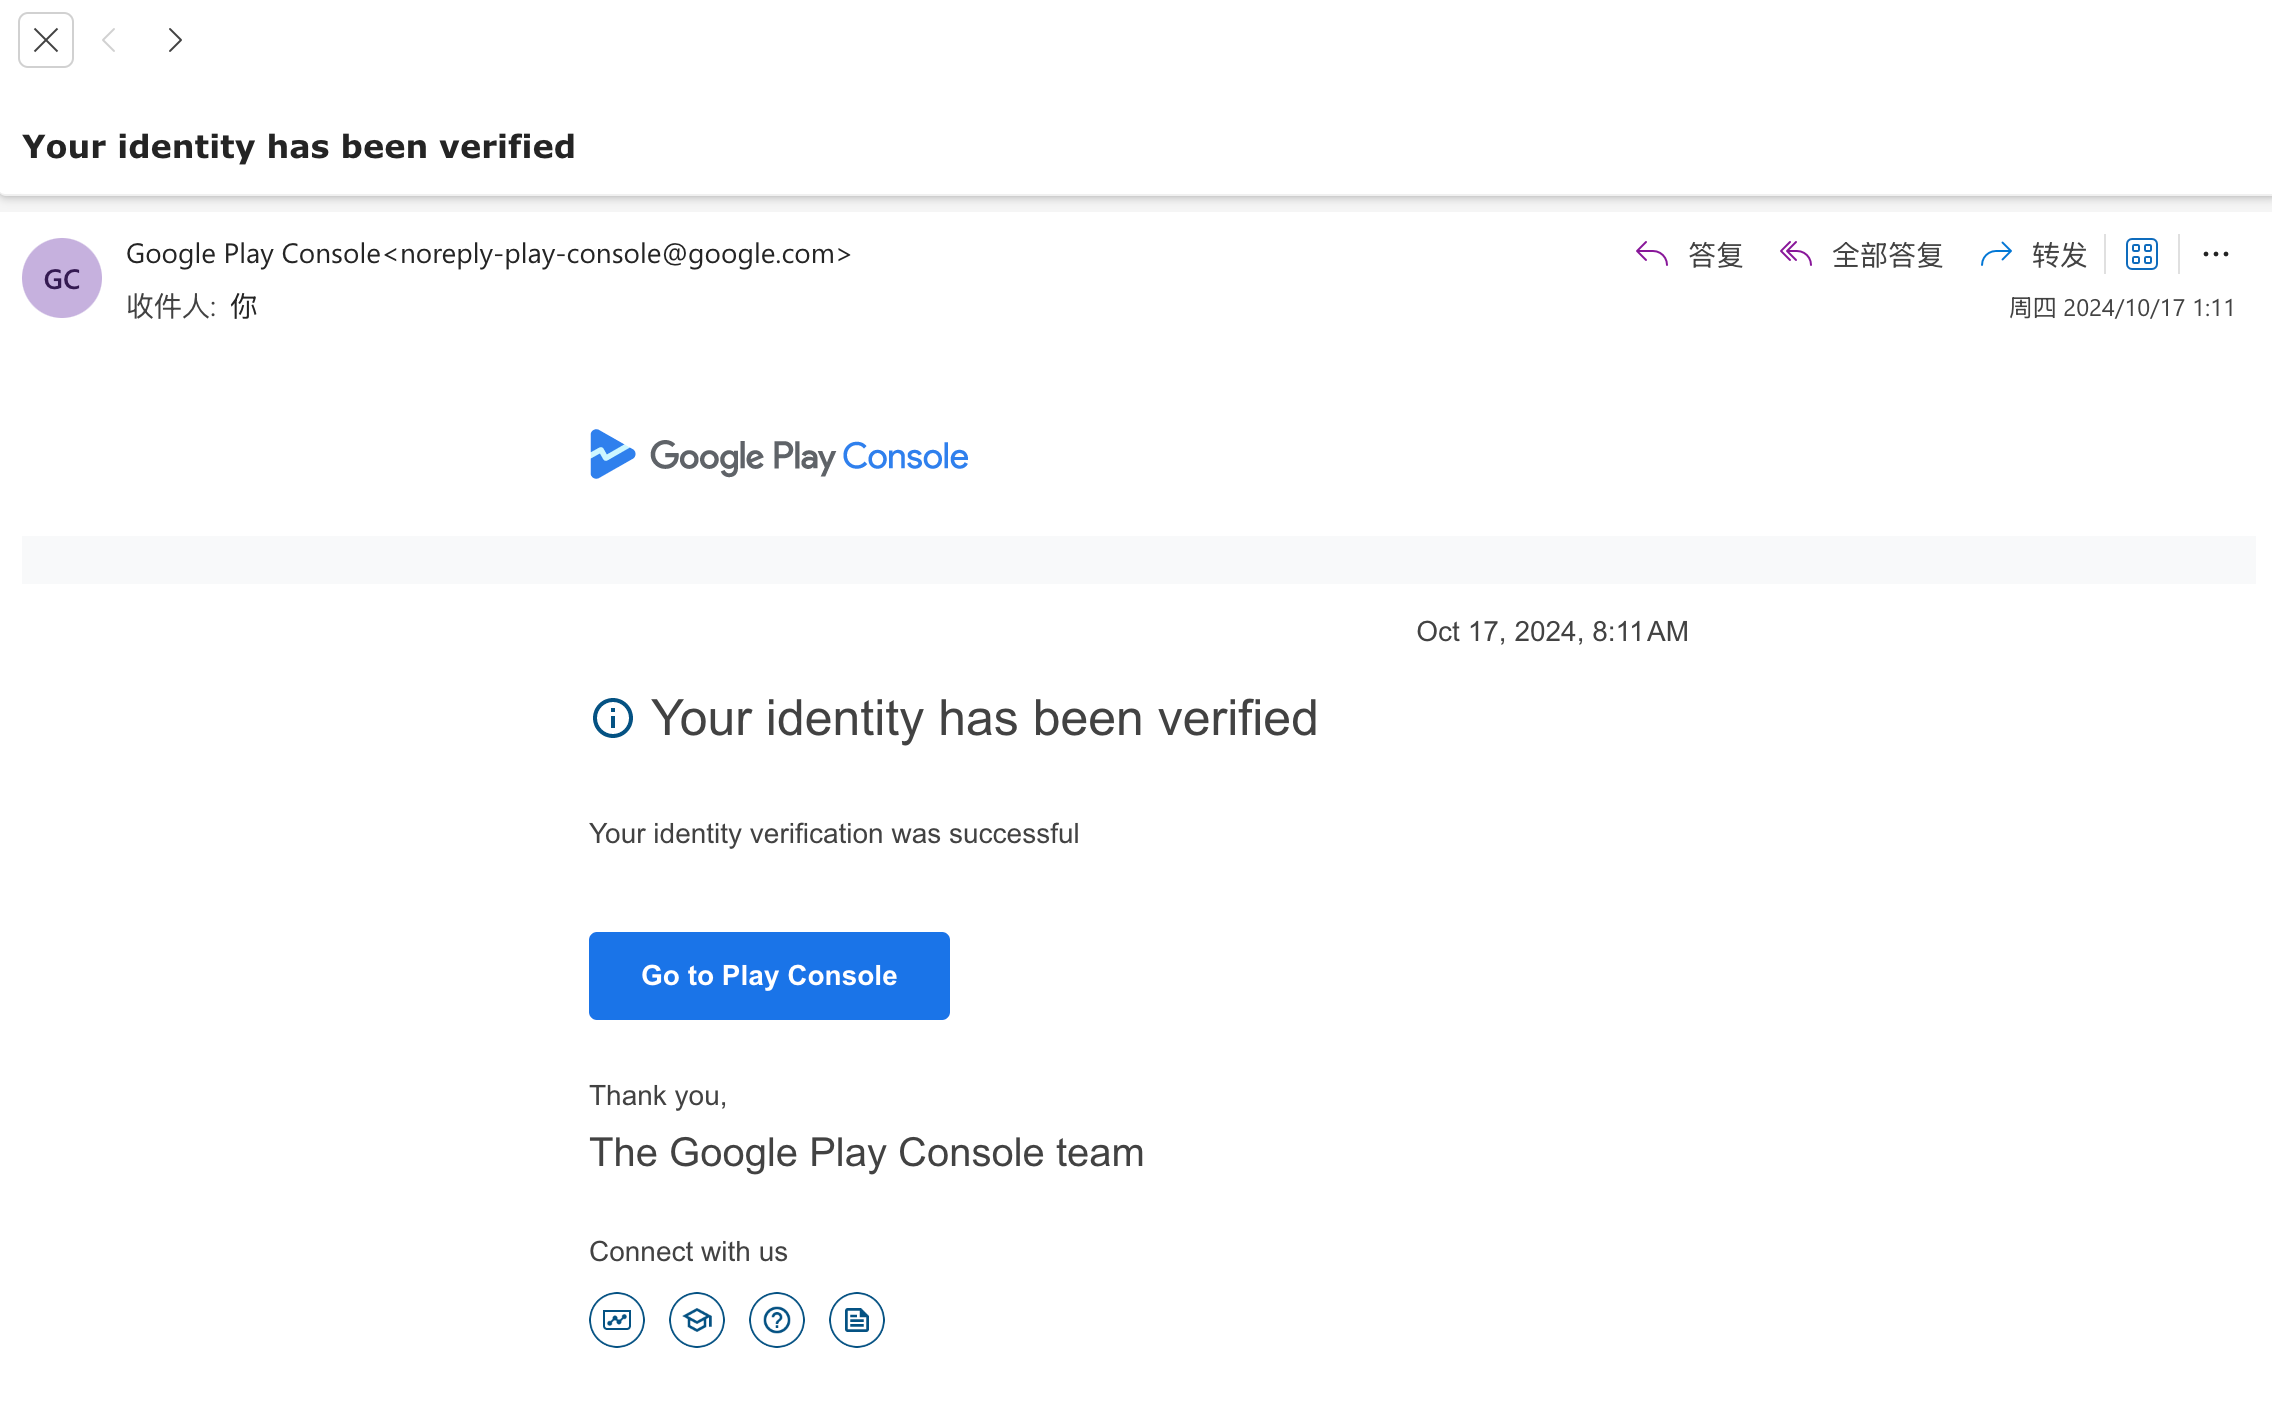 Your identity has been verified
GC
Google Play Console<noreply-play-console@google.com>
收件人: 你
答复
全部答复
转发
周四 2024/10/17 1:11
Google Play Console
Oct 17, 2024, 8:11 AM
Your identity has been verified
Your identity verification was successful
Go to Play Console
Thank you,
The Google Play Console team
Connect with us